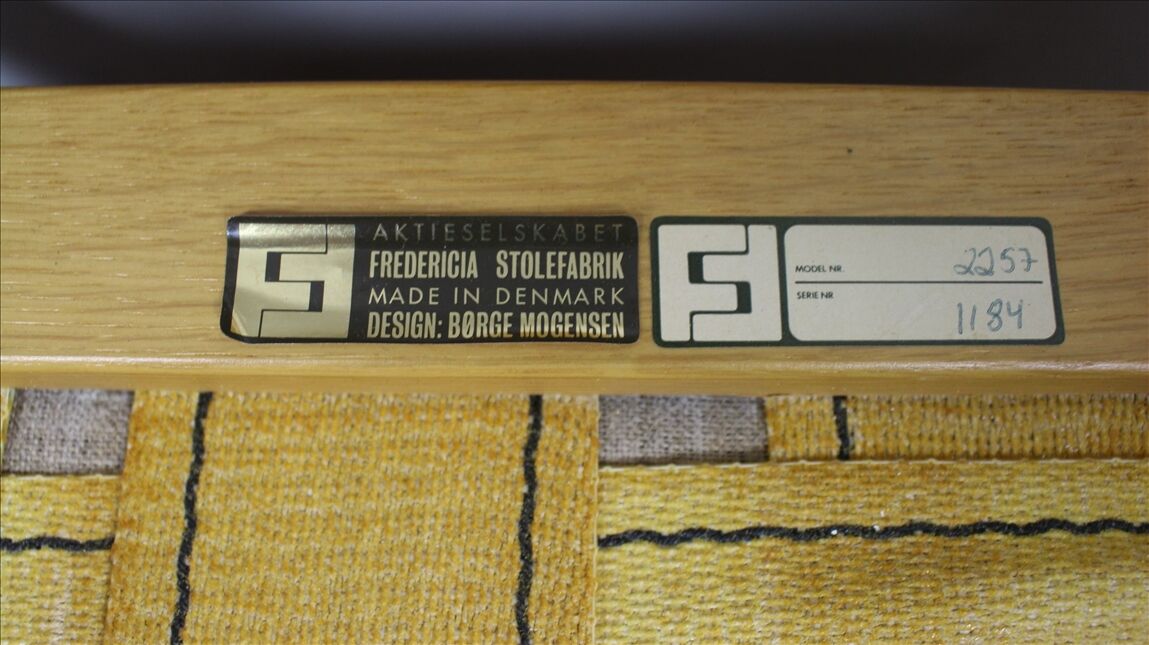 AKTIESELSKABET
FREDERICIA STOLEFABRIK
MADE IN DENMARK
DESIGN: BØRGE MOGENSEN
MODEL NR. 2257
SERIE NR 1184